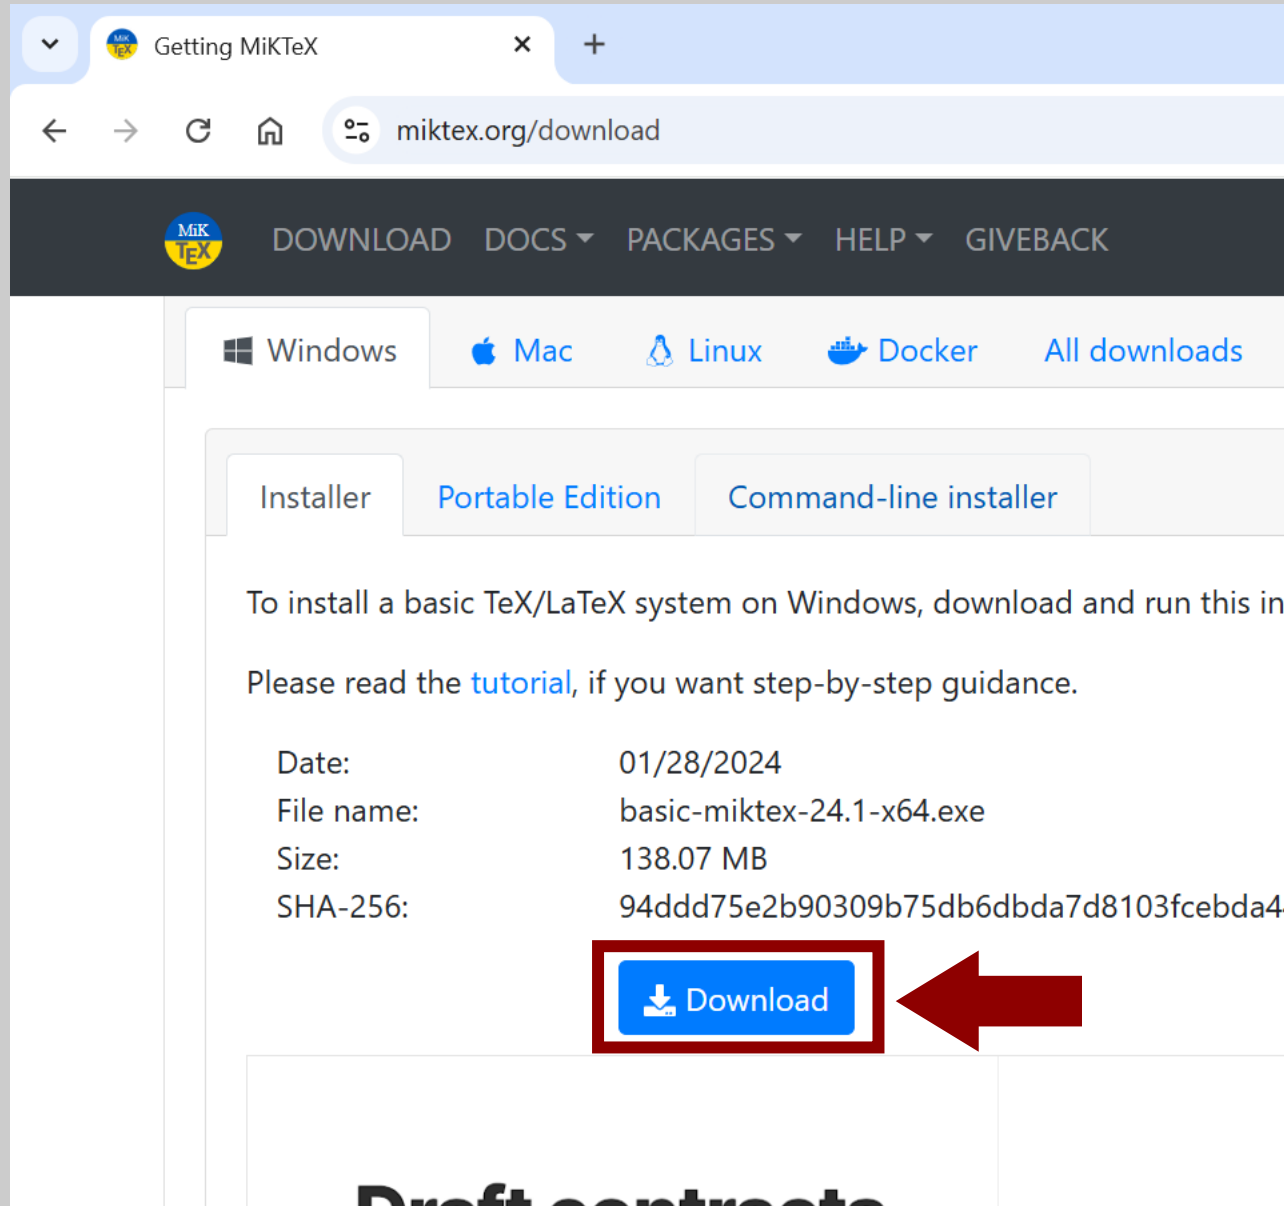 Getting MiKTeX
miktex.org/download
MiK
TEX
DOWNLOAD DOCS PACKAGES HELP GIVEBACK
Windows Mac Linux Docker All downloads
Installer Portable Edition Command-line installer
To install a basic TeX/LaTeX system on Windows, download and run this
Please read the tutorial, if you want step-by-step guidance.
Date: 01/28/2024
File name: basic-miktex-24.1-x64.exe
Size: 138.07 MB
SHA-256: 94ddd75e2b90309b75db6dbda7d8103fcebda4
Download
Draft contracts